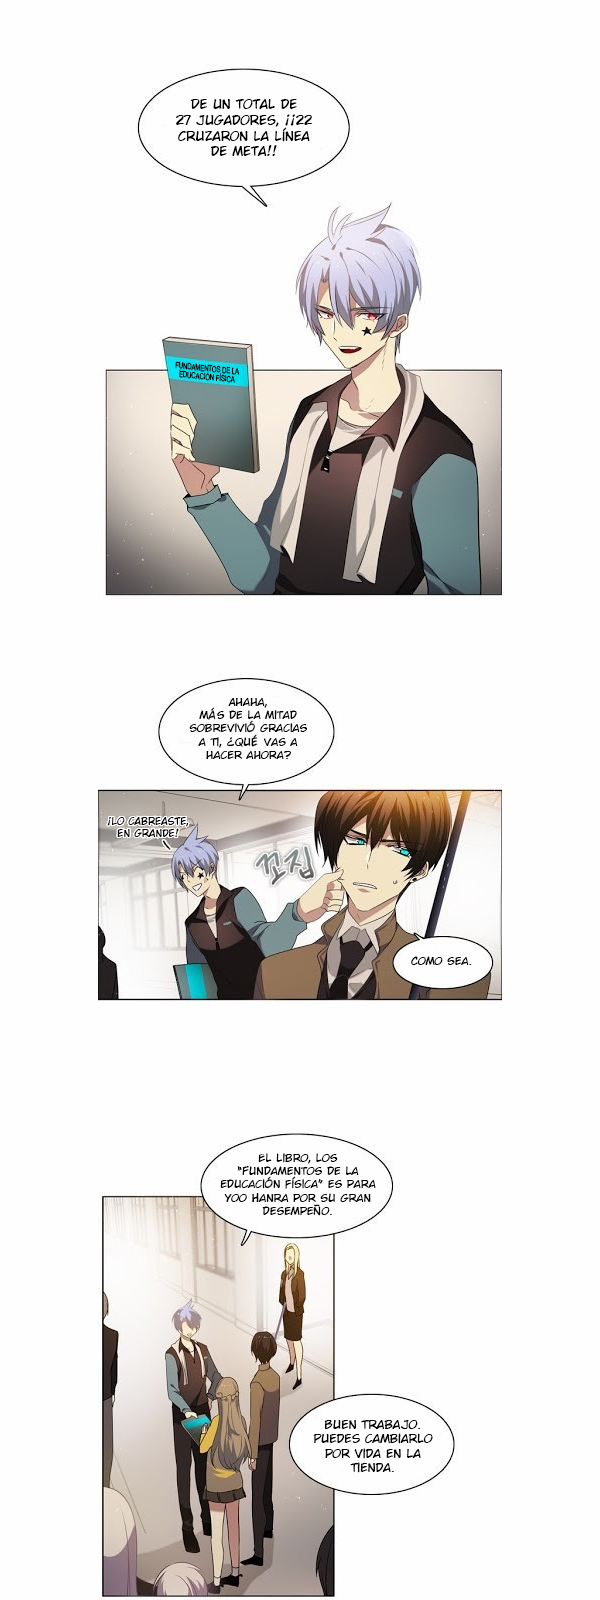 DE UN TOTAL DE
27 JUGADORES, ¡¡22
CRUZARON LA LÍNEA
DE META!!
FUNDAMENTOS DE LA
EDUCACIÓN FÍSICA
AHAHA,
MÁS DE LA MITAD
SOBREVIVIÓ GRACIAS
A TI, ¿QUÉ VAS A
HACER AHORA?
¡LO CABREASTE,
EN GRANDE!
꼬집
COMO SEA.
EL LIBRO, LOS
"FUNDAMENTOS DE LA
EDUCACIÓN FÍSICA" ES PARA
YOO HANRA POR SU GRAN
DESEMPEÑO.
BUEN TRABAJO.
PUEDES CAMBIARLO
POR VIDA EN LA
TIENDA.